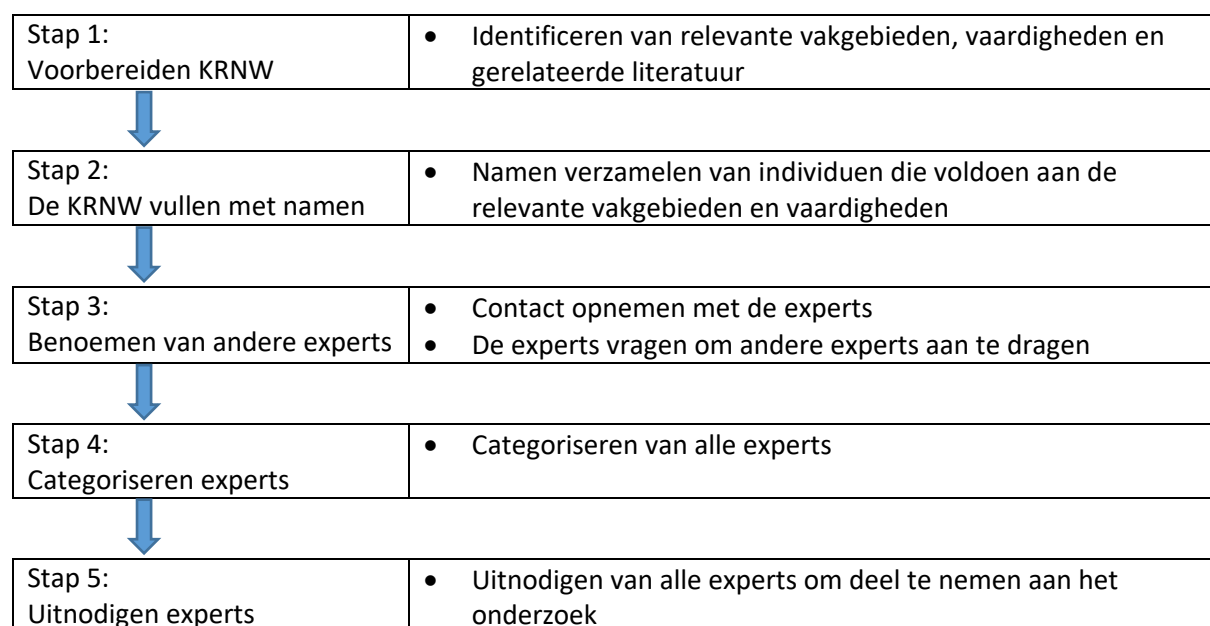 Stap 1:
Voorbereiden KRNW
• Identificeren van relevante vakgebieden, vaardigheden en
gerelateerde literatuur
Stap 2:
De KRNW vullen met namen
• Namen verzamelen van individuen die voldoen aan de
relevante vakgebieden en vaardigheden
Stap 3:
Benoemen van andere experts
• Contact opnemen met de experts
• De experts vragen om andere experts aan te dragen
Stap 4:
Categoriseren experts
• Categoriseren van alle experts
Stap 5:
Uitnodigen experts
• Uitnodigen van alle experts om deel te nemen aan het
onderzoek